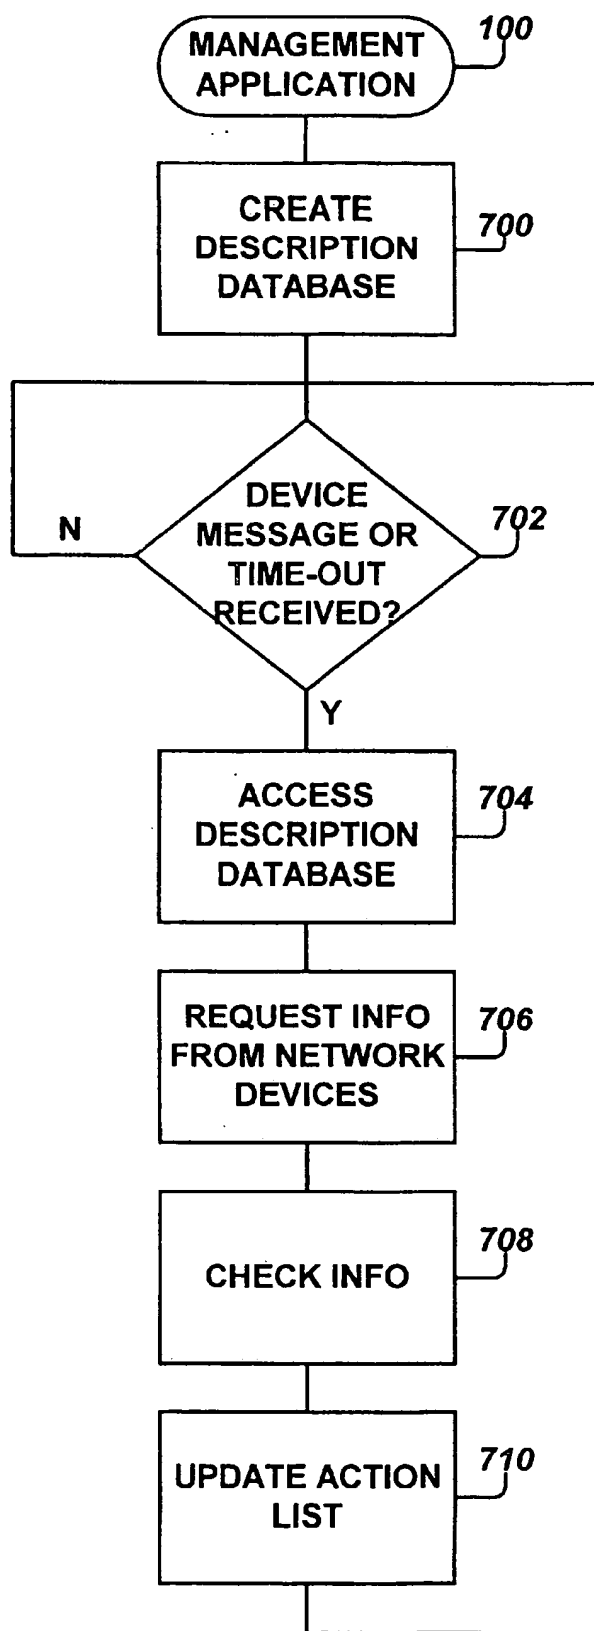 MANAGEMENT
APPLICATION
100
CREATE
DESCRIPTION
DATABASE
700
DEVICE
MESSAGE OR
TIME-OUT
RECEIVED?
702
N
Y
ACCESS
DESCRIPTION
DATABASE
704
REQUEST INFO
FROM NETWORK
DEVICES
706
CHECK INFO
708
UPDATE ACTION
LIST
710